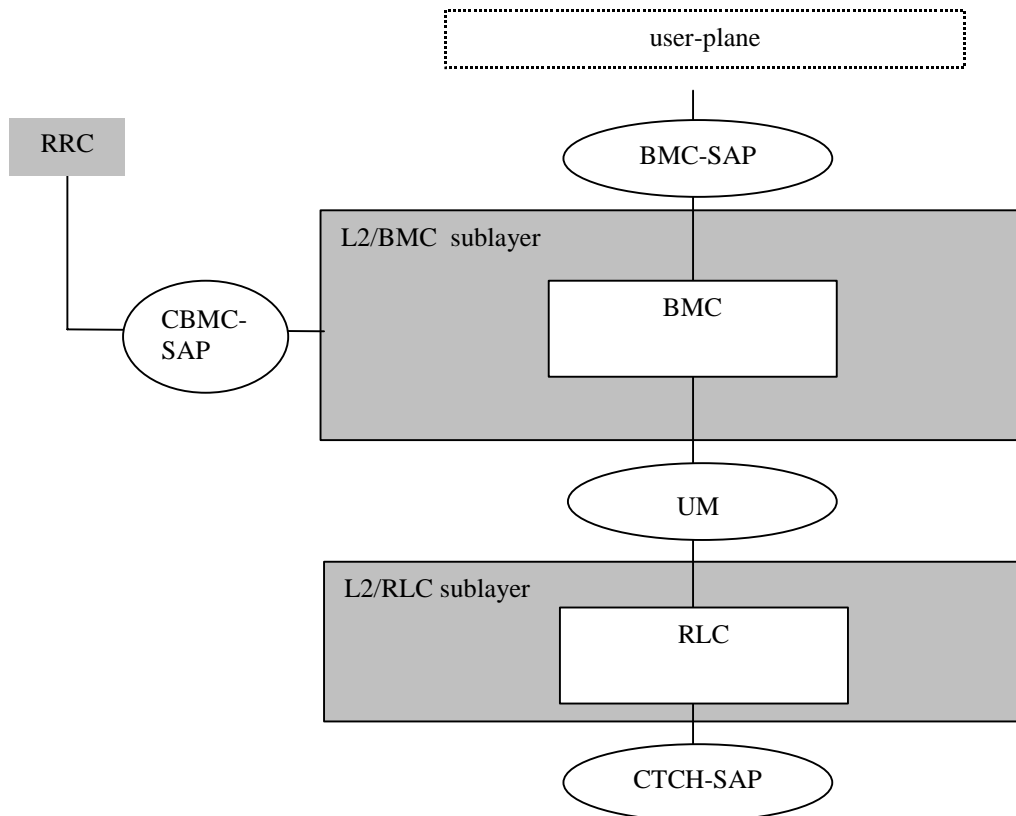 user-plane
RRC
BMC-SAP
L2/BMC sublayer
BMC
CBMC-
SAP
UM
L2/RLC sublayer
RLC
CTCH-SAP